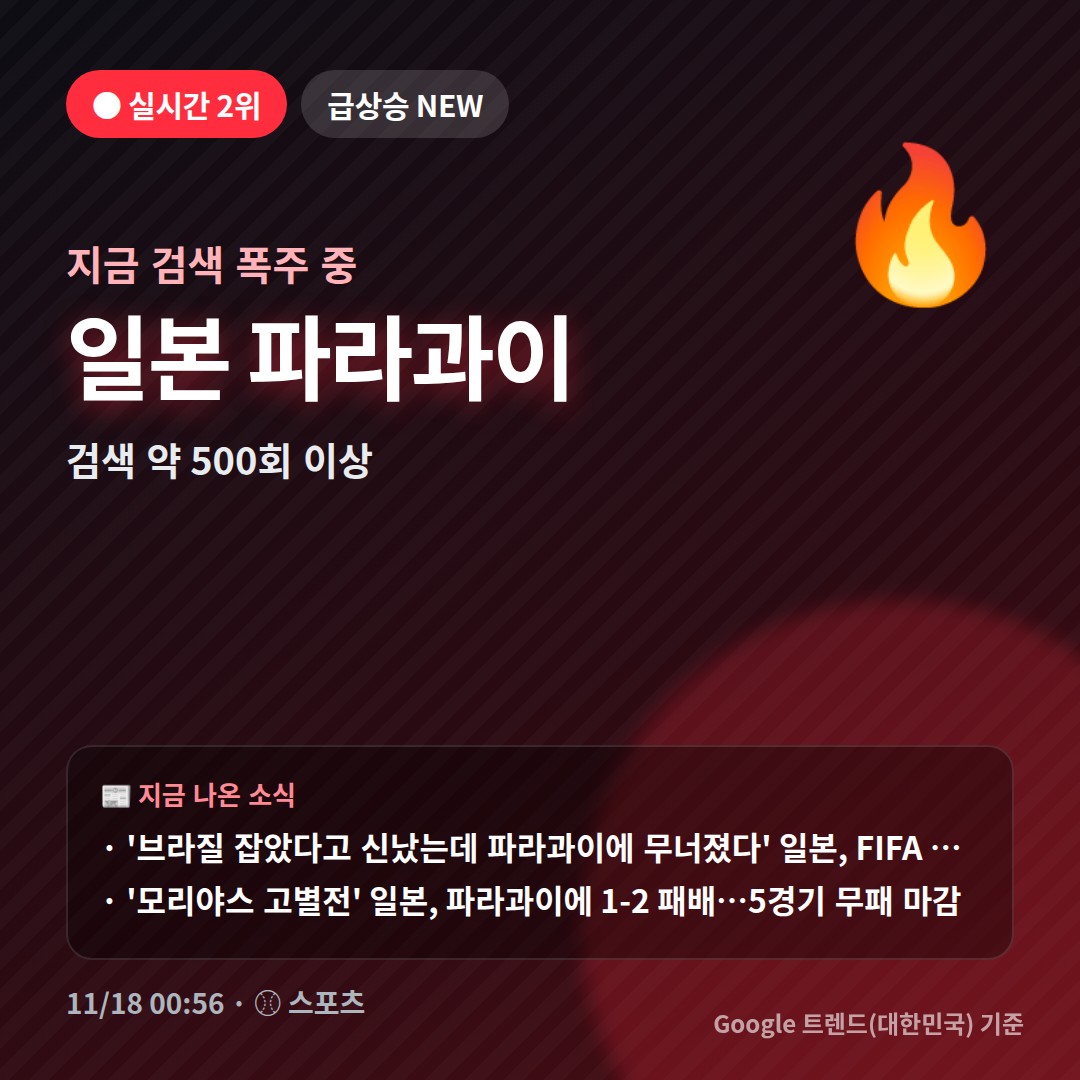 실시간 2위
급상승 NEW
지금 검색 폭주 중
일본 파라과이
검색 약 500회 이상
지금 나온 소식
· '브라질 잡았다고 신났는데 파라과이에 무너졌다' 일본, FIFA …
· '모리야스 고별전' 일본, 파라과이에 1-2 패배…5경기 무패 마감
11/18 00:56 · ⚾ 스포츠
Google 트렌드(대한민국) 기준